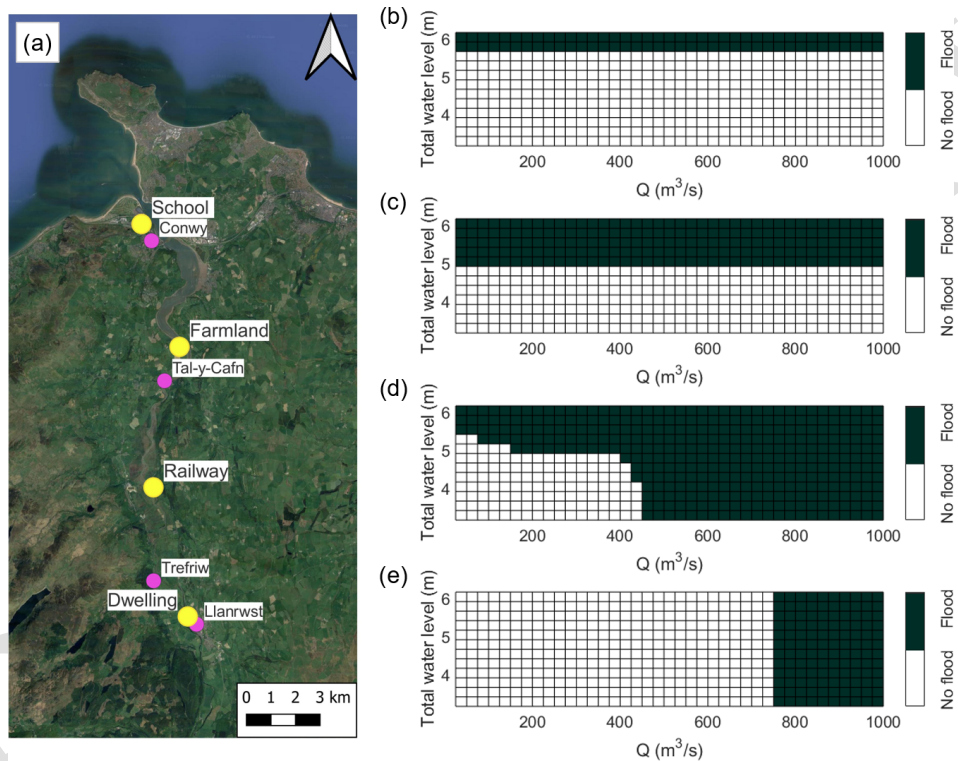 (a)
School
Conwy
Farmland
Tal-y-Cafn
Railway
Trefriw
Dwelling
Llanrwst
0 1 2 3 km
(b)
Total water level (m)
6
5
4
200 400 600 800 1000
Q (m³/s)
No flood Flood
(c)
Total water level (m)
6
5
4
200 400 600 800 1000
Q (m³/s)
No flood Flood
(d)
Total water level (m)
6
5
4
200 400 600 800 1000
Q (m³/s)
No flood Flood
(e)
Total water level (m)
6
5
4
200 400 600 800 1000
Q (m³/s)
No flood Flood